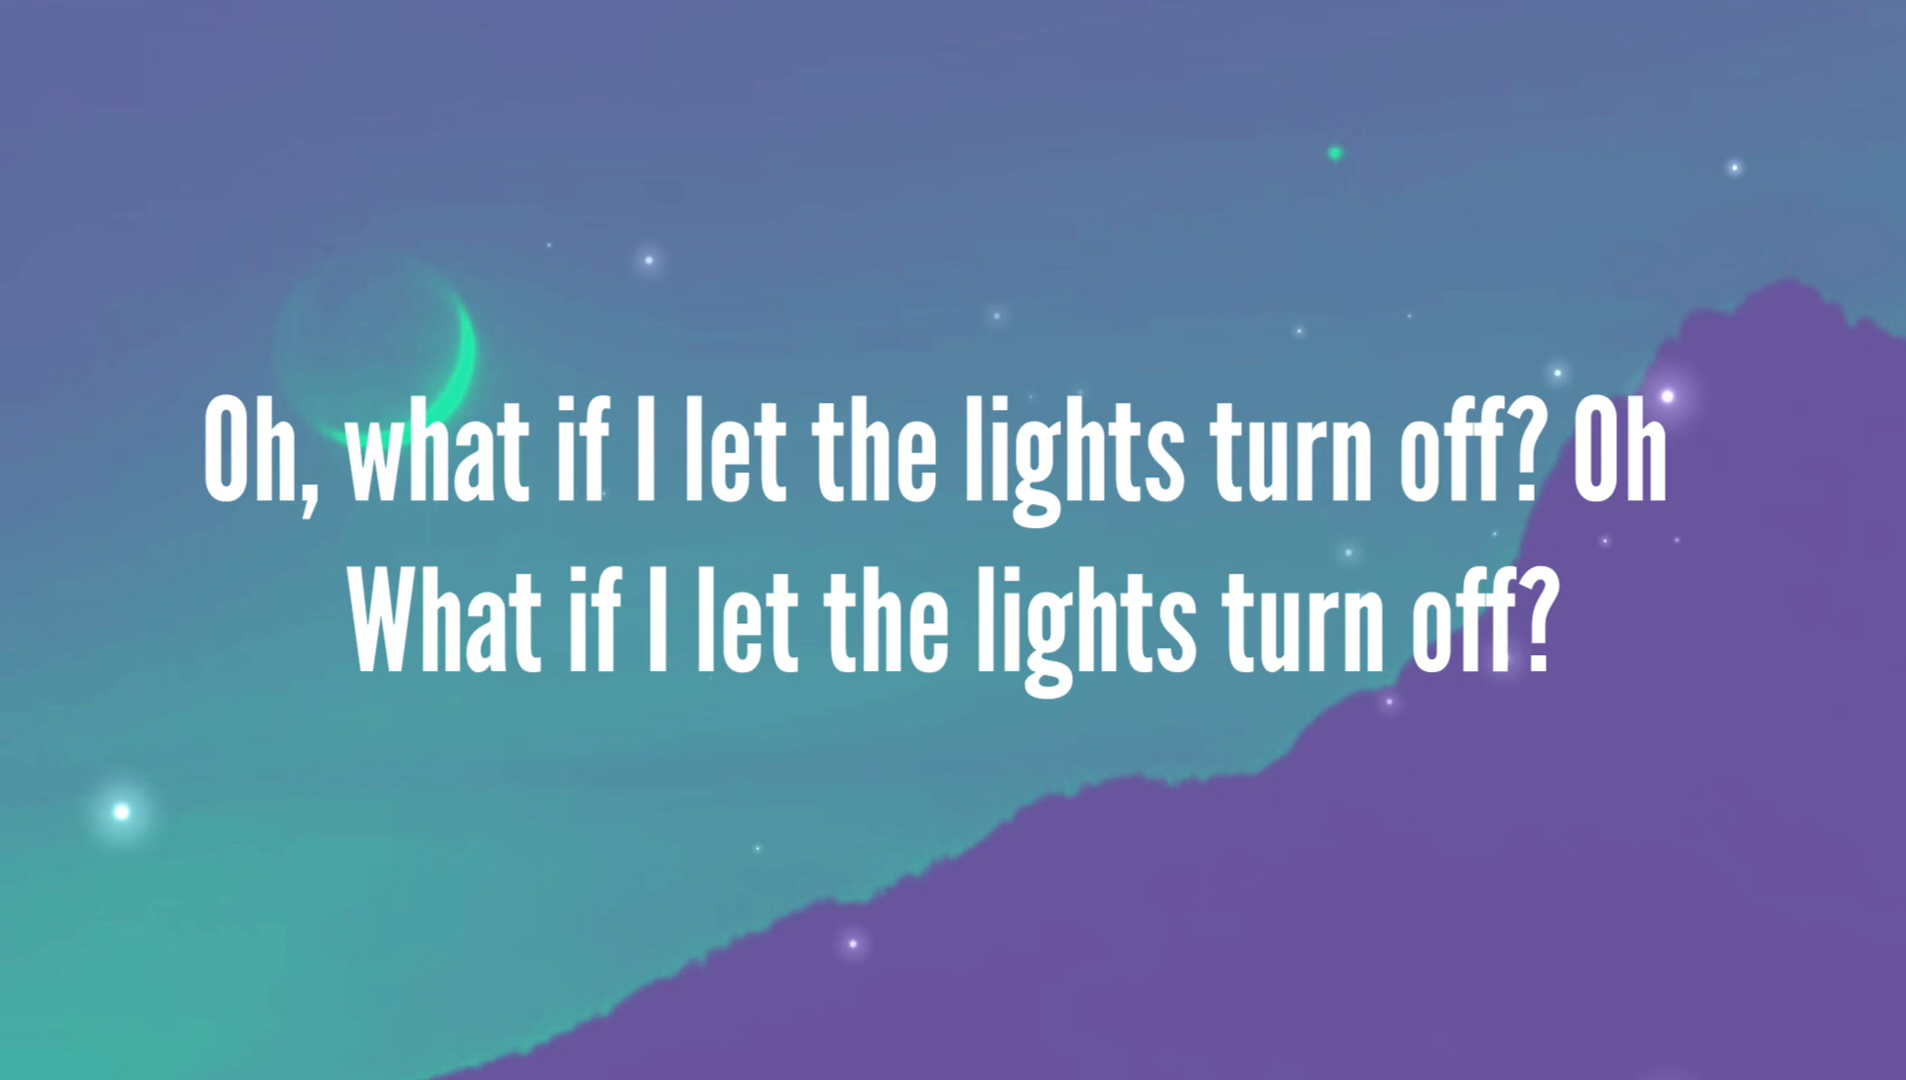 Oh, what if I let the lights turn off? Oh
What if I let the lights turn off?